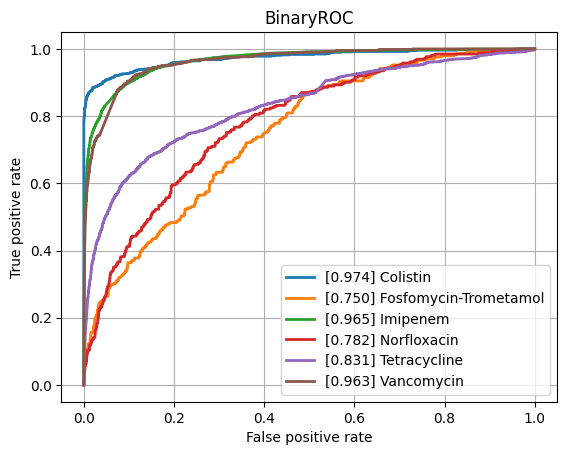 BinaryROC
True positive rate
1.0
0.8
0.6
0.4
0.2
0.0
[0.974] Colistin
[0.750] Fosfomycin-Trometamol
[0.965] Imipenem
[0.782] Norfloxacin
[0.831] Tetracycline
[0.963] Vancomycin
0.0 0.2 0.4 0.6 0.8 1.0
False positive rate